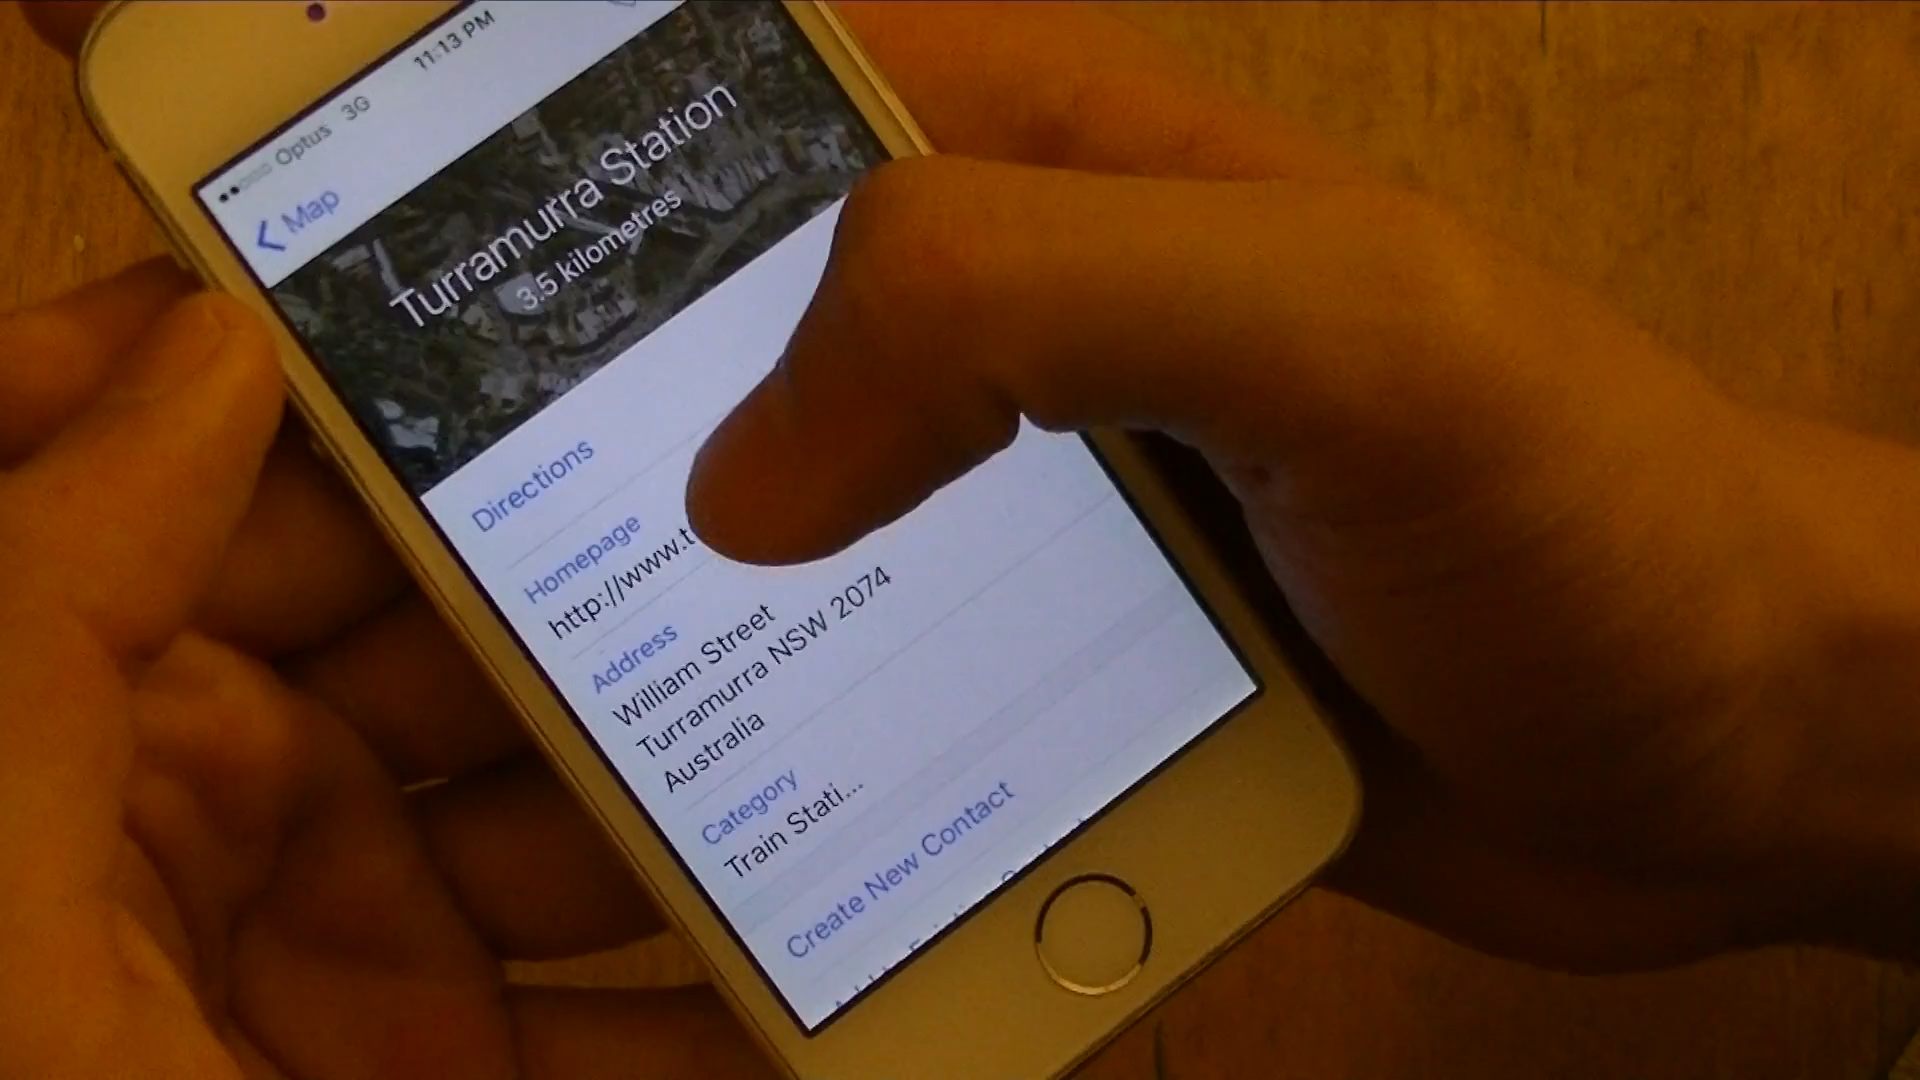 Optus 3G 11:13 PM
Map
Turramurra Station
3.5 kilometres
Directions
Homepage
http://www.t
Address
William Street
Turramurra NSW 2074
Australia
Category
Train Stati...
Create New Contact